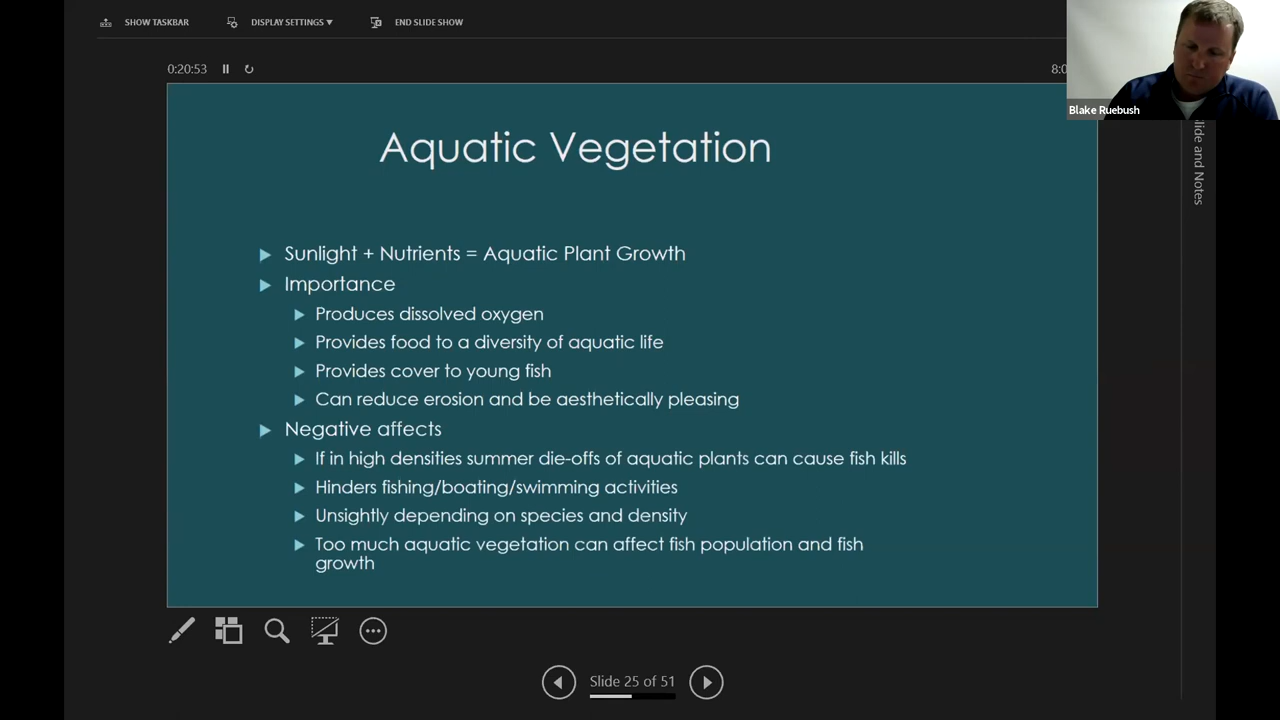 SHOW TASKBAR
DISPLAY SETTINGS ▼
END SLIDE SHOW
0:20:53
8:0
Blake Ruebush
Slide and Notes
Aquatic Vegetation
Sunlight + Nutrients = Aquatic Plant Growth
Importance
Produces dissolved oxygen
Provides food to a diversity of aquatic life
Provides cover to young fish
Can reduce erosion and be aesthetically pleasing
Negative affects
If in high densities summer die-offs of aquatic plants can cause fish kills
Hinders fishing/boating/swimming activities
Unsightly depending on species and density
Too much aquatic vegetation can affect fish population and fish
growth
Slide 25 of 51